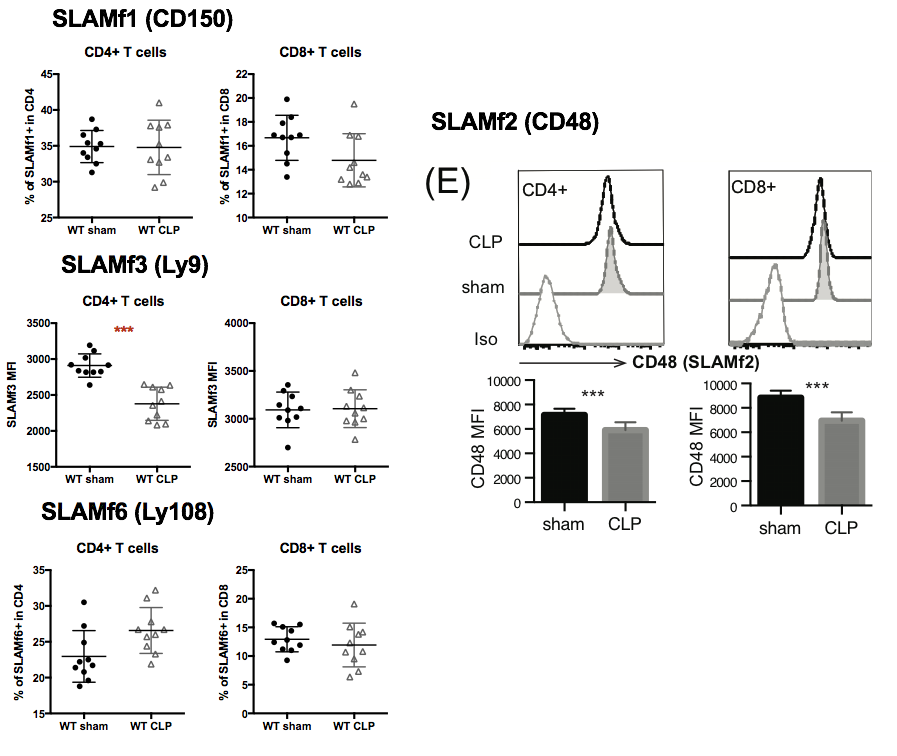 SLAMf1 (CD150)
CD4+ T cells
% of SLAMf1+ in CD4
45
40
35
30
25
WT sham WT CLP
CD8+ T cells
% of SLAMf1+ in CD8
22
20
18
16
14
12
10
WT sham WT CLP
SLAMf3 (Ly9)
CD4+ T cells
***
SLAMf3 MFI
3500
3000
2500
2000
1500
WT sham WT CLP
CD8+ T cells
SLAMf3 MFI
4000
3500
3000
2500
WT sham WT CLP
SLAMf6 (Ly108)
CD4+ T cells
% of SLAMf6+ in CD4
35
30
25
20
15
WT sham WT CLP
CD8+ T cells
% of SLAMf6+ in CD8
25
20
15
10
5
0
WT sham WT CLP
SLAMf2 (CD48)
(E)
CD4+
CD8+
CLP
sham
Iso
CD48 (SLAMf2)
CD48 MFI
10000
8000
6000
4000
2000
0
***
sham CLP
CD48 MFI
10000
8000
6000
4000
2000
0
***
sham CLP